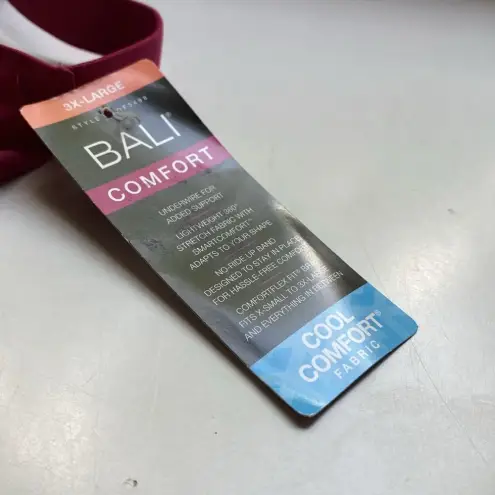 3X-LARGE
STYLE
BALI®
COMFORT
UNDERWIRE FOR
ADDED SUPPORT
LIGHTWEIGHT 360°
STRETCH FABRIC WITH
SMARTCOMFORT™
ADAPTS TO YOUR SHAPE
NO-RIDE UP BAND
DESIGNED TO STAY IN PLACE
FOR HASSLE-FREE
COMFORTFLEX FIT®
FITS X-SMALL TO 3X-LARGE
AND EVERYTHING IN BETWEEN
COOL
COMFORT®
FABRIC